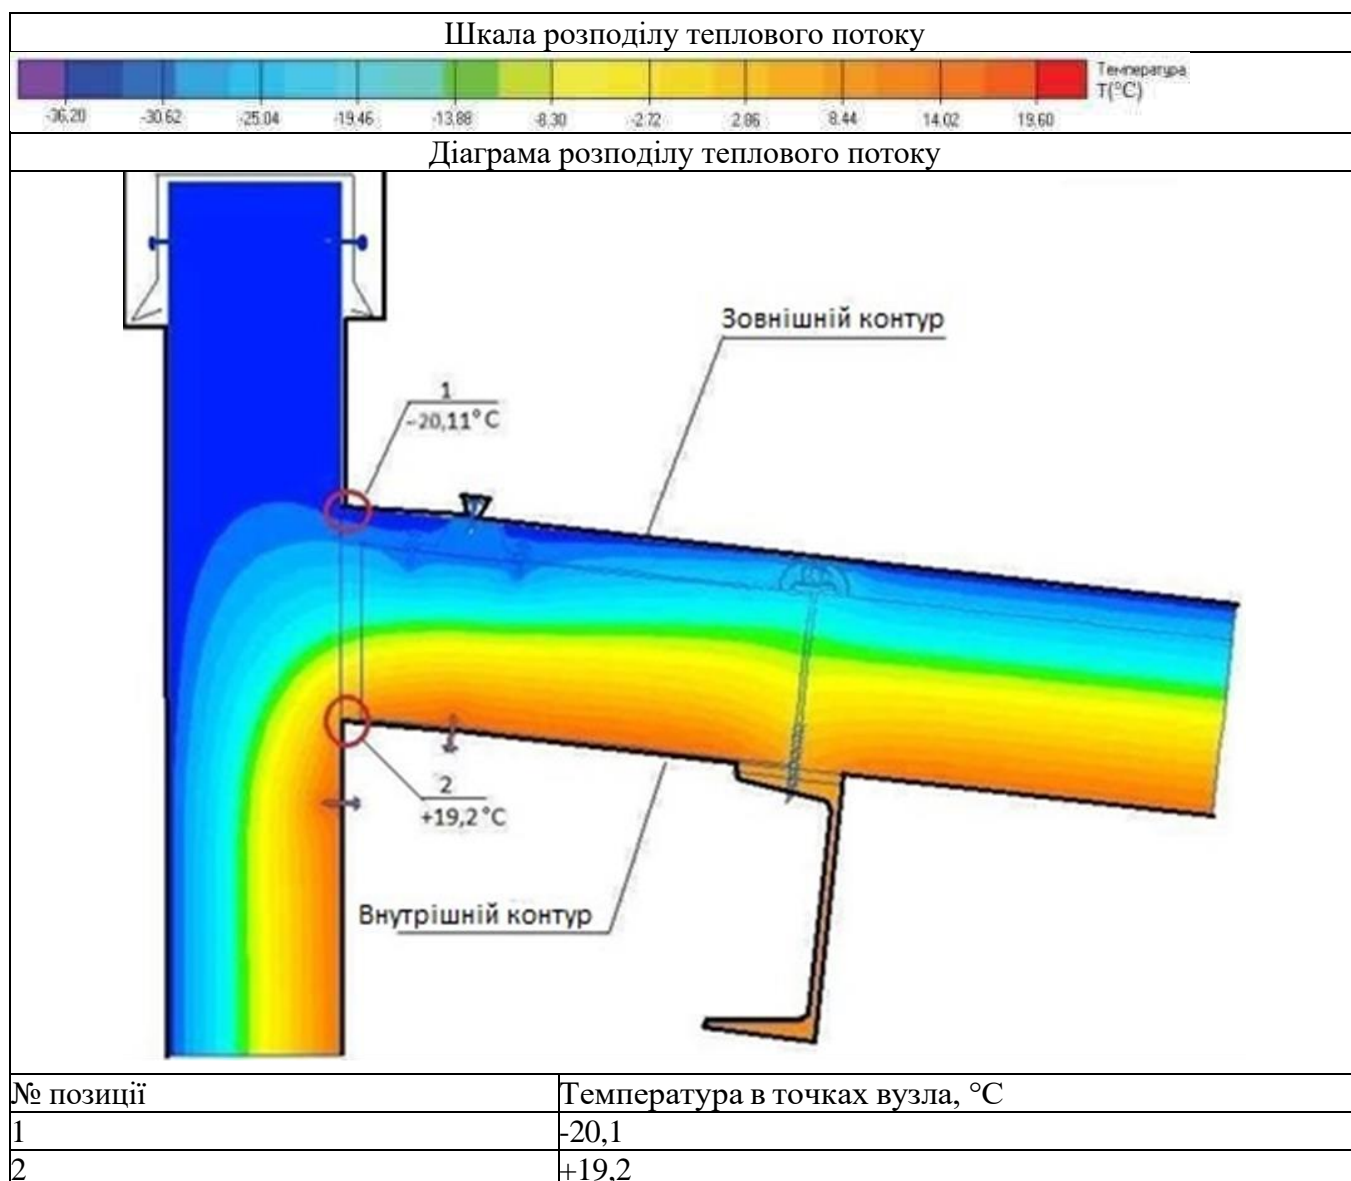 Шкала розподілу теплового потоку
Температура
T(°C)
-36.20 -30.62 -25.04 -19.46 -13.88 -8.30 -2.72 2.86 8.44 14.02 19.60
Діаграма розподілу теплового потоку
Зовнішній контур
1
-20,11°C
2
+19,2°C
Внутрішній контур
№ позиції Температура в точках вузла, °С
1 -20,1
2 +19,2